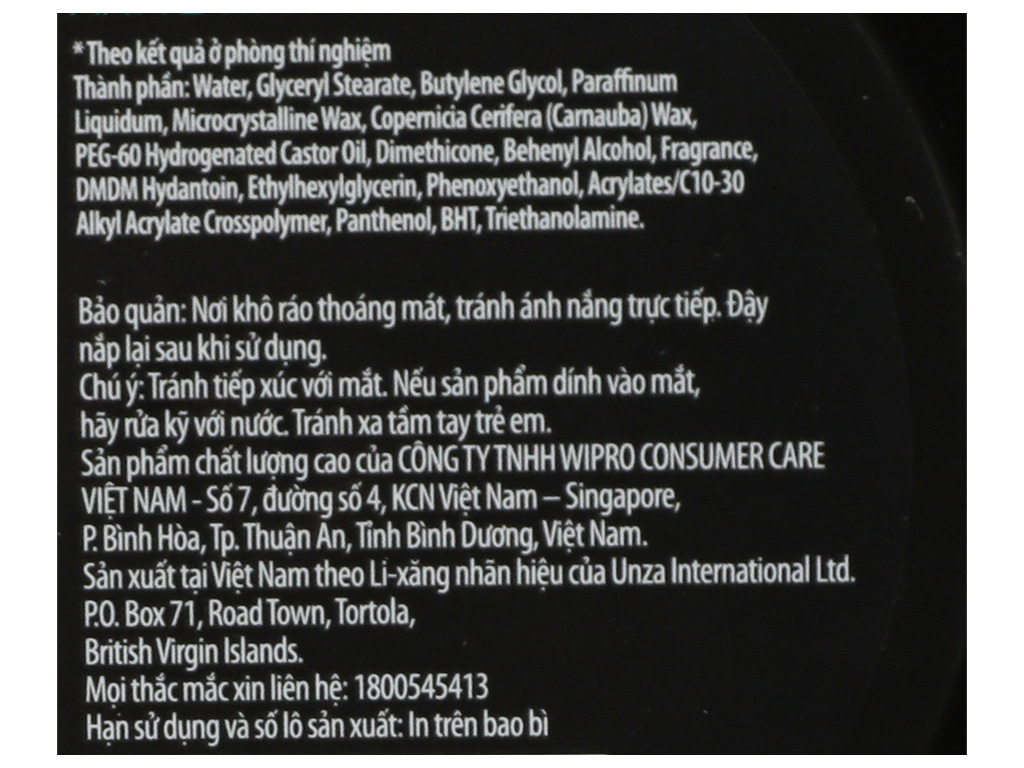 *Theo kết quả ở phòng thí nghiệm
Thành phần: Water, Glyceryl Stearate, Butylene Glycol, Paraffinum
Liquidum, Microcrystalline Wax, Copernicia Cerifera (Carnauba) Wax,
PEG-60 Hydrogenated Castor Oil, Dimethicone, Behenyl Alcohol, Fragrance,
DMDM Hydantoin, Ethylhexylglycerin, Phenoxyethanol, Acrylates/C10-30
Alkyl Acrylate Crosspolymer, Panthenol, BHT, Triethanolamine.
Bảo quản: Nơi khô ráo thoáng mát, tránh ánh nắng trực tiếp. Đậy
nắp lại sau khi sử dụng.
Chú ý: Tránh tiếp xúc với mắt. Nếu sản phẩm dính vào mắt,
hãy rửa kỹ với nước. Tránh xa tầm tay trẻ em.
Sản phẩm chất lượng cao của CÔNG TY TNHH WIPRO CONSUMER CARE
VIỆT NAM - Số 7, đường số 4, KCN Việt Nam – Singapore,
P. Bình Hòa, Tp. Thuận An, Tỉnh Bình Dương, Việt Nam.
Sản xuất tại Việt Nam theo Li-xăng nhãn hiệu của Unza International Ltd.
P.O. Box 71, Road Town, Tortola,
British Virgin Islands.
Mọi thắc mắc xin liên hệ: 1800545413
Hạn sử dụng và số lô sản xuất: In trên bao bì